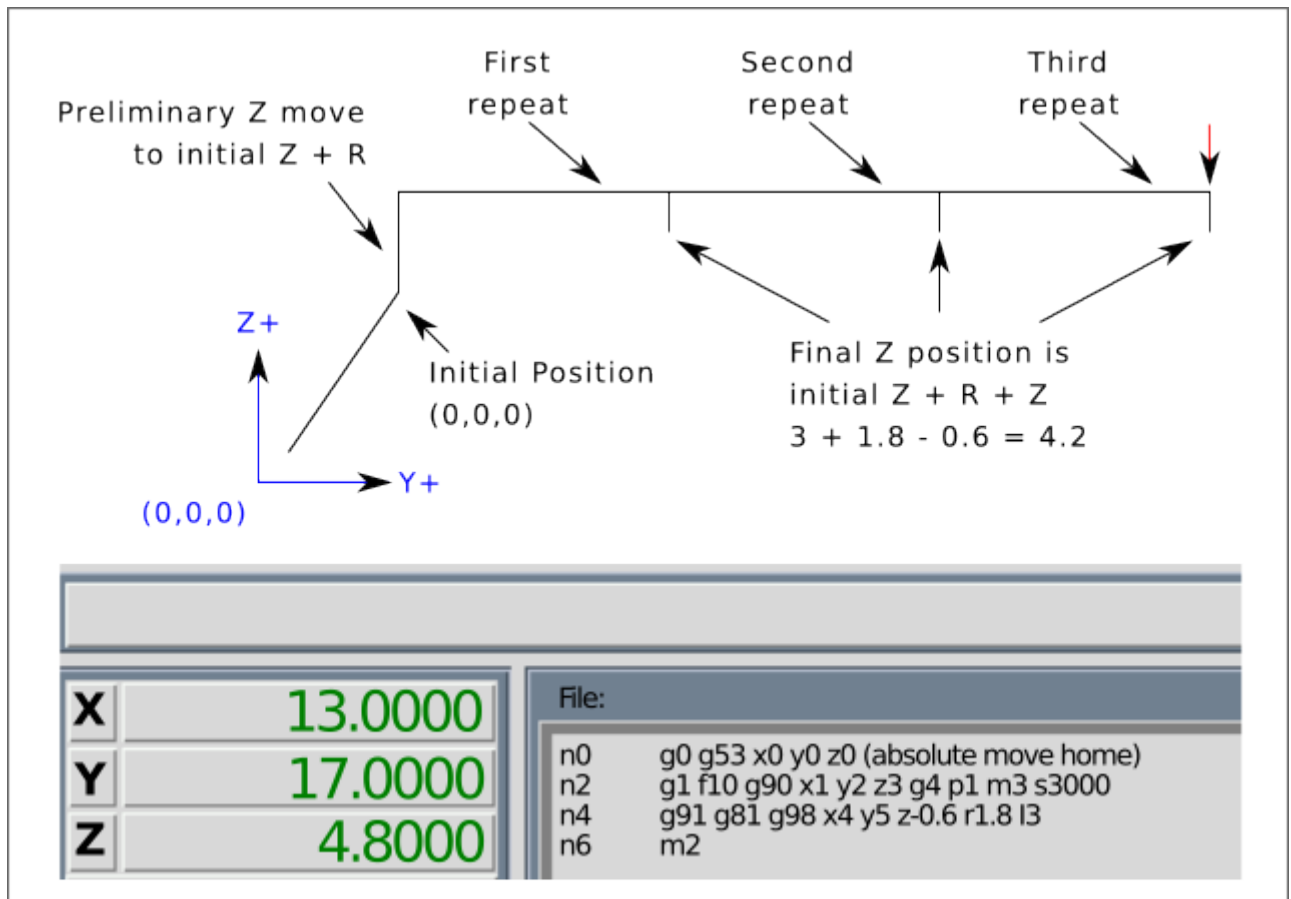 First
repeat
Second
repeat
Third
repeat
Preliminary Z move
to initial Z + R
Z+
Initial Position
(0,0,0)
Final Z position is
initial Z + R + Z
3 + 1.8 - 0.6 = 4.2
Y+
(0,0,0)
X 13.0000
Y 17.0000
Z 4.8000
File:
n0 g0 g53 x0 y0 z0 (absolute move home)
n2 g1 f10 g90 x1 y2 z3 g4 p1 m3 s3000
n4 g91 g81 g98 x4 y5 z-0.6 r1.8 l3
n6 m2